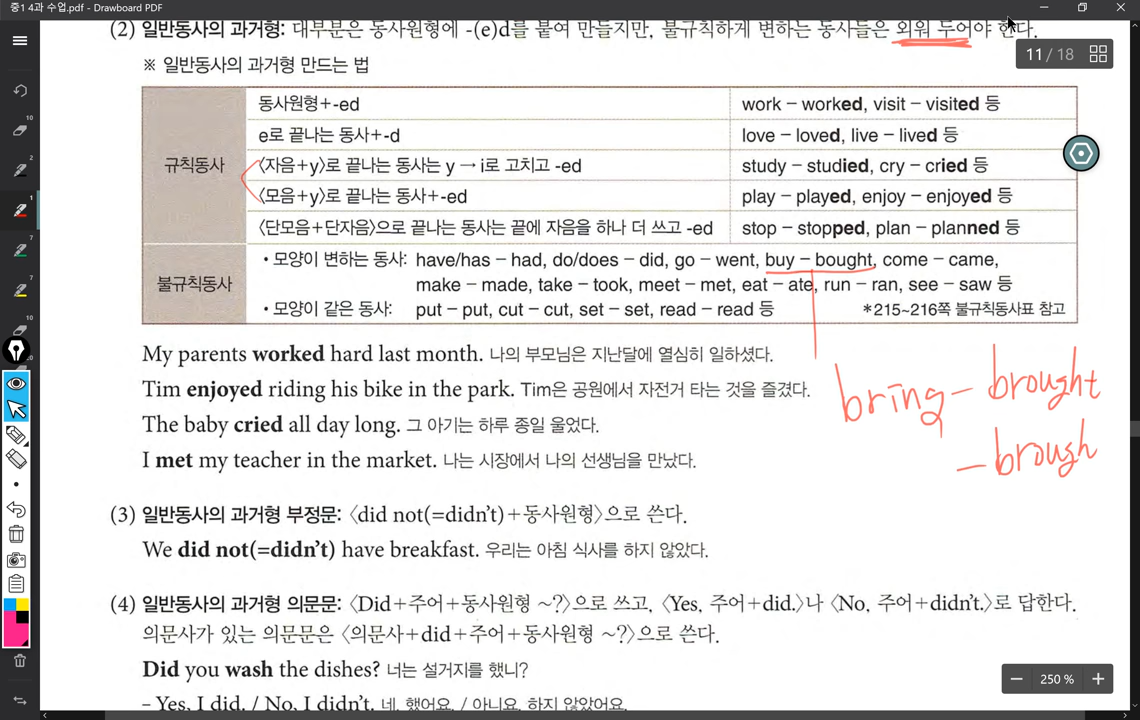 중1 4과 수업.pdf - Drawboard PDF
11 / 18
(2) 일반동사의 과거형: 대부분은 동사원형에 -(e)d를 붙여 만들지만, 불규칙하게 변하는 동사들은 외워 두어야 한다.
※ 일반동사의 과거형 만드는 법
규칙동사
동사원형+-ed work – worked, visit – visited 등
e로 끝나는 동사+-d love – loved, live – lived 등
〈자음+y〉로 끝나는 동사는 y → i로 고치고 -ed study – studied, cry – cried 등
〈모음+y〉로 끝나는 동사+-ed play – played, enjoy – enjoyed 등
〈단모음+단자음〉으로 끝나는 동사는 끝에 자음을 하나 더 쓰고 -ed stop – stopped, plan – planned 등
불규칙동사
• 모양이 변하는 동사: have/has – had, do/does – did, go – went, buy – bought, come – came,
make – made, take – took, meet – met, eat – ate, run – ran, see – saw 등
• 모양이 같은 동사: put – put, cut – cut, set – set, read – read 등 *215~216쪽 불규칙동사표 참고
My parents worked hard last month. 나의 부모님은 지난달에 열심히 일하셨다.
Tim enjoyed riding his bike in the park. Tim은 공원에서 자전거 타는 것을 즐겼다.
bring – brought
The baby cried all day long. 그 아기는 하루 종일 울었다.
– brough
I met my teacher in the market. 나는 시장에서 나의 선생님을 만났다.
(3) 일반동사의 과거형 부정문: 〈did not(=didn't)+동사원형〉으로 쓴다.
We did not(=didn't) have breakfast. 우리는 아침 식사를 하지 않았다.
(4) 일반동사의 과거형 의문문: 〈Did+주어+동사원형 ~?〉으로 쓰고, 〈Yes, 주어+did.〉나 〈No, 주어+didn't.〉로 답한다.
의문사가 있는 의문문은 〈의문사+did+주어+동사원형 ~?〉으로 쓴다.
Did you wash the dishes? 너는 설거지를 했니?
– Yes, I did. / No, I didn't. 네, 했어요. / 아니요, 하지 않았어요.
250 %